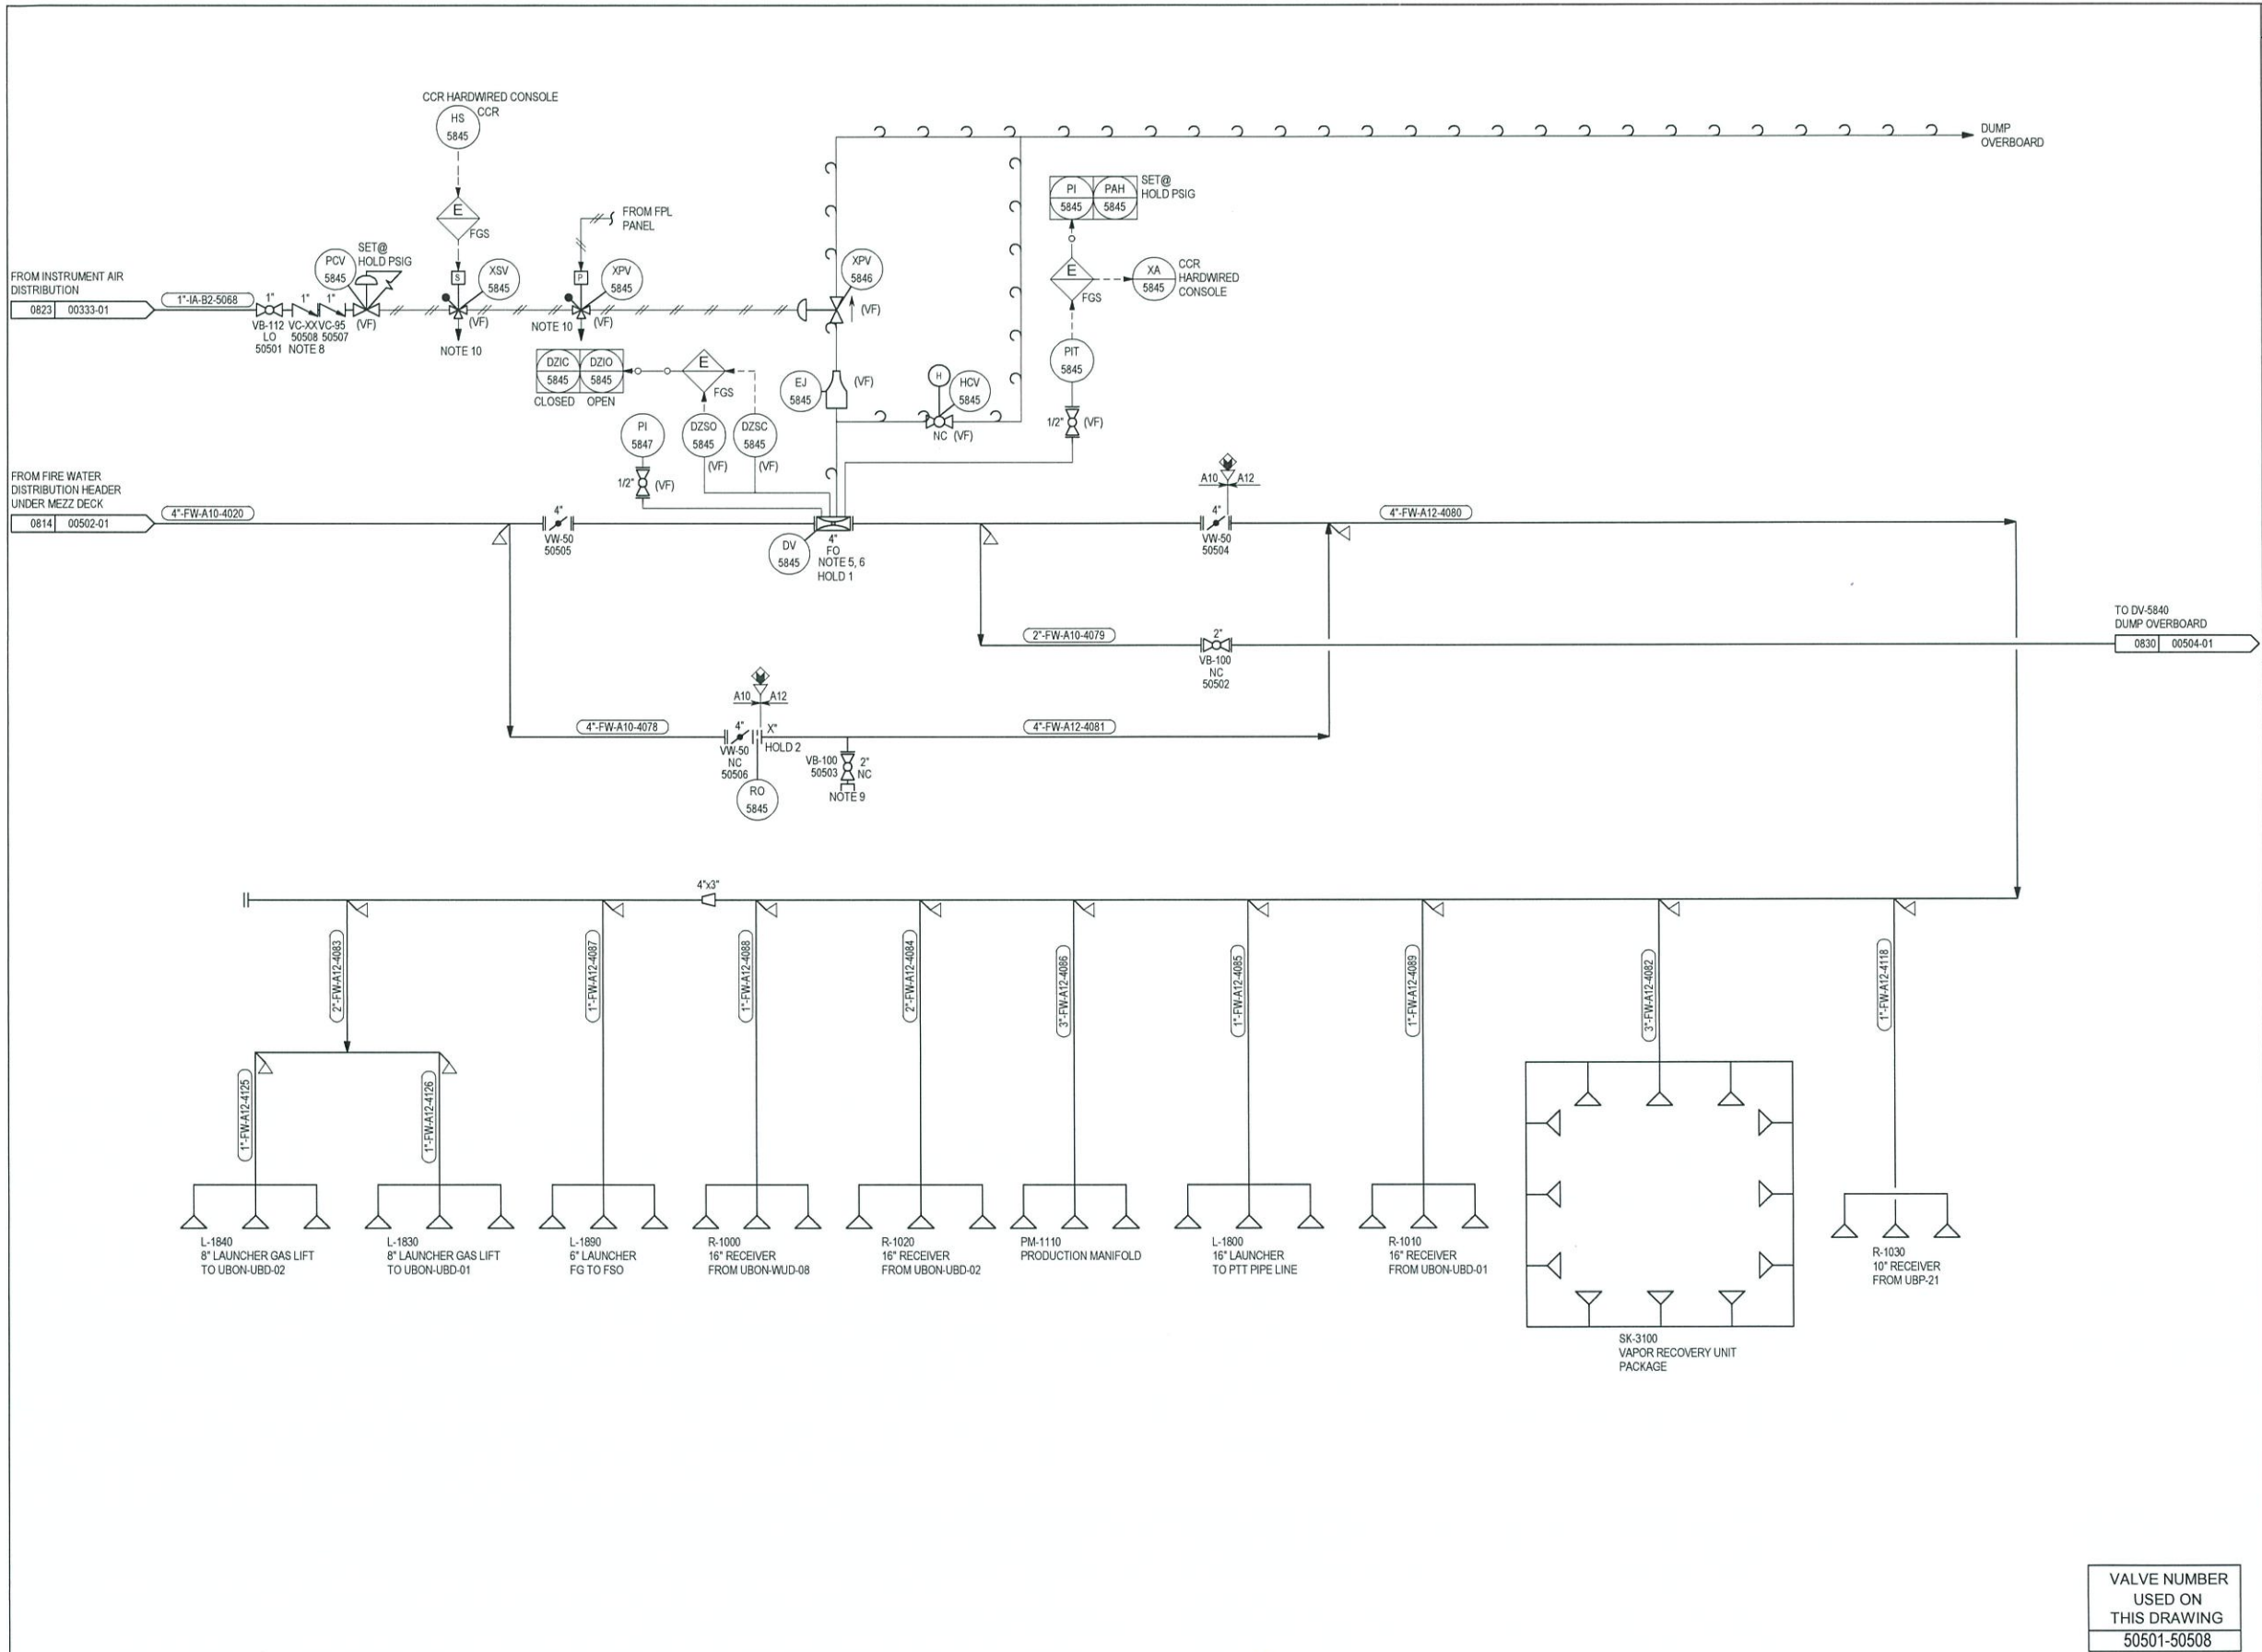 CCR HARDWIRED CONSOLE
CCR
HS
5845
E
FGS
FROM FPL
PANEL
SET@
HOLD PSIG
PCV
5845
S
XSV
5845
P
XPV
5845
XPV
5846
(VF)
DUMP
OVERBOARD
PI
5845
PAH
5845
SET@
HOLD PSIG
E
FGS
XA
5845
CCR
HARDWIRED
CONSOLE
PIT
5845
1/2"
(VF)
FROM INSTRUMENT AIR
DISTRIBUTION
0823
00333-01
1"-IA-B2-5068
1"
1"
1"
VB-112
LO
50501
VC-XX
50508
NOTE 8
VC-95
50507
(VF)
(VF)
NOTE 10
NOTE 10
(VF)
DZIC
5845
DZIO
5845
CLOSED
OPEN
E
FGS
EJ
5845
(VF)
H
HCV
5845
NC
(VF)
PI
5847
1/2"
(VF)
DZSO
5845
(VF)
DZSC
5845
(VF)
FROM FIRE WATER
DISTRIBUTION HEADER
UNDER MEZZ DECK
0814
00502-01
4"-FW-A10-4020
4"
VW-50
50505
DV
5845
4"
FO
NOTE 5, 6
HOLD 1
A10
A12
4"
VW-50
50504
4"-FW-A12-4080
2"-FW-A10-4079
2"
VB-100
NC
50502
TO DV-5840
DUMP OVERBOARD
0830
00504-01
4"-FW-A10-4078
A10
A12
4"
X"
VW-50
NC
50506
HOLD 2
RO
5845
VB-100
50503
2"
NC
NOTE 9
4"-FW-A12-4081
4"x3"
2"-FW-A12-4083
1"-FW-A12-4087
1"-FW-A12-4088
2"-FW-A12-4084
3"-FW-A12-4086
1"-FW-A12-4085
1"-FW-A12-4089
3"-FW-A12-4082
1"-FW-A12-4118
1"-FW-A12-4125
1"-FW-A12-4126
L-1840
8" LAUNCHER GAS LIFT
TO UBON-UBD-02
L-1830
8" LAUNCHER GAS LIFT
TO UBON-UBD-01
L-1890
6" LAUNCHER
FG TO FSO
R-1000
16" RECEIVER
FROM UBON-WUD-08
R-1020
16" RECEIVER
FROM UBON-UBD-02
PM-1110
PRODUCTION MANIFOLD
L-1800
16" LAUNCHER
TO PTT PIPE LINE
R-1010
16" RECEIVER
FROM UBON-UBD-01
SK-3100
VAPOR RECOVERY UNIT
PACKAGE
R-1030
10" RECEIVER
FROM UBP-21
VALVE NUMBER
USED ON
THIS DRAWING
50501-50508